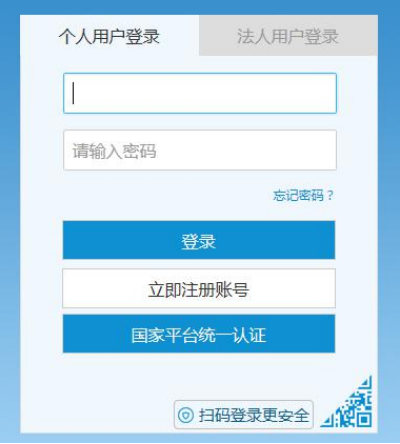 个人用户登录 法人用户登录
请输入密码
忘记密码？
登录
立即注册账号
国家平台统一认证
扫码登录更安全